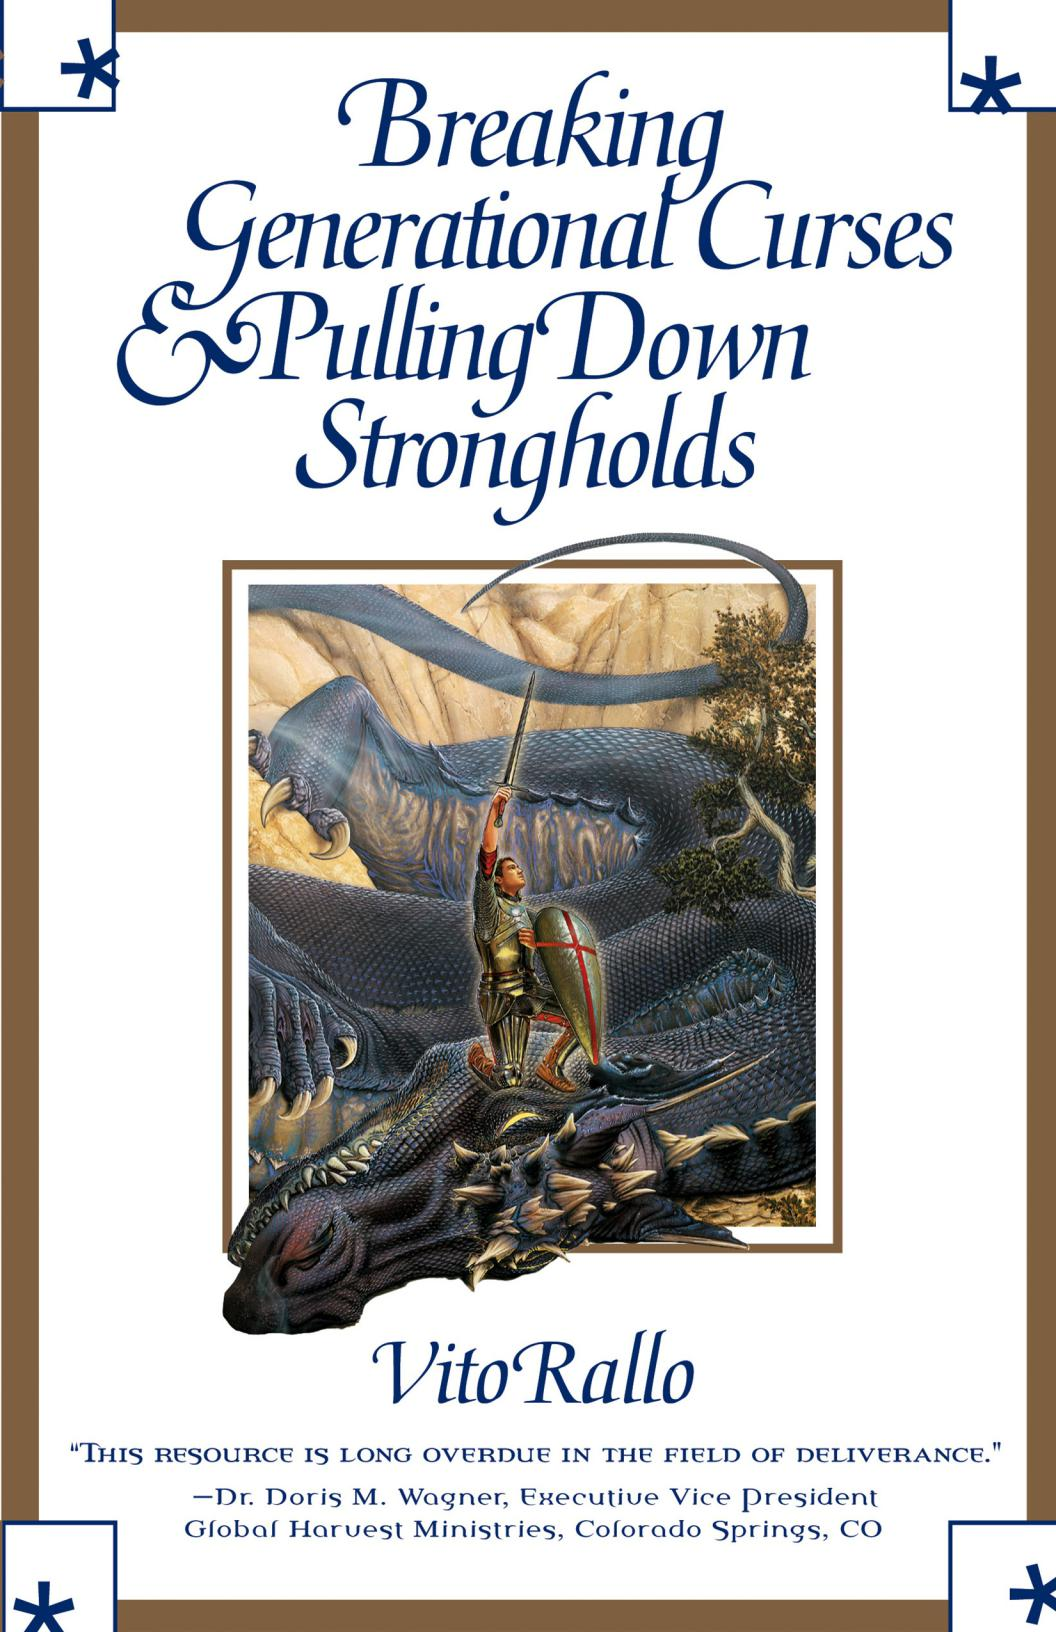 Breaking
Generational Curses
& Pulling Down
Strongholds
Vito Rallo
"THIS RESOURCE IS LONG OVERDUE IN THE FIELD OF DELIVERANCE."
—Dr. Doris M. Wagner, Executive Vice President
Global Harvest Ministries, Colorado Springs, CO